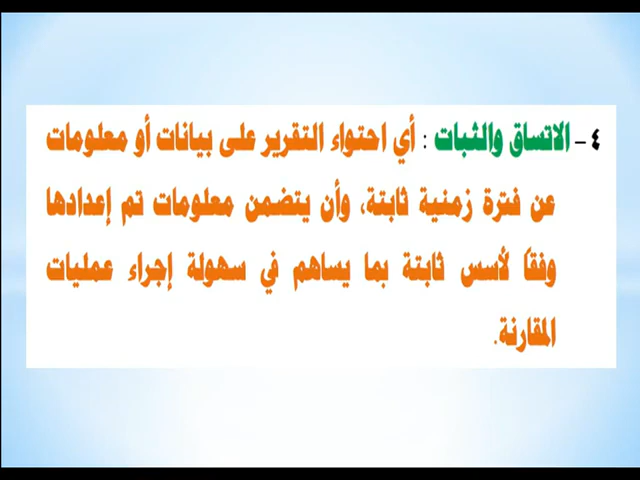 ٤ – الاتساق والثبات : أي احتواء التقرير على بيانات أو معلومات
عن فترة زمنية ثابتة، وأن يتضمن معلومات تم إعدادها
وفقا لأسس ثابتة بما يساهم في سهولة إجراء عمليات
المقارنة.